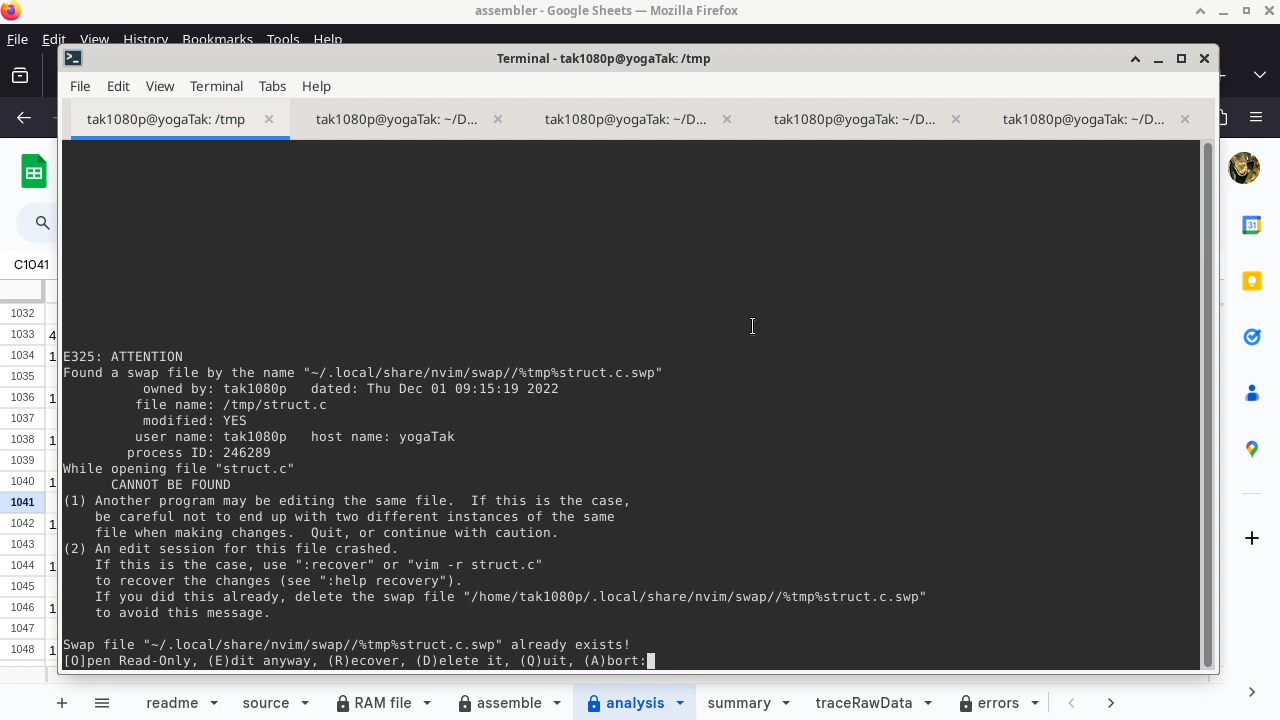 assembler - Google Sheets — Mozilla Firefox
File Edit View History Bookmarks Tools Help
Terminal - tak1080p@yogaTak: /tmp
File Edit View Terminal Tabs Help
tak1080p@yogaTak: /tmp
tak1080p@yogaTak: ~/D...
tak1080p@yogaTak: ~/D...
tak1080p@yogaTak: ~/D...
tak1080p@yogaTak: ~/D...
31
C1041
1032
1033 4
1034 1
1035
1036 1
1037
1038 1
1039
1040 1
1041
1042 1
1043
1044 1
1045
1046 1
1047
1048 1
E325: ATTENTION
Found a swap file by the name "~/.local/share/nvim/swap//%tmp%struct.c.swp"
owned by: tak1080p   dated: Thu Dec 01 09:15:19 2022
file name: /tmp/struct.c
modified: YES
user name: tak1080p   host name: yogaTak
process ID: 246289
While opening file "struct.c"
CANNOT BE FOUND
(1) Another program may be editing the same file.  If this is the case,
be careful not to end up with two different instances of the same
file when making changes.  Quit, or continue with caution.
(2) An edit session for this file crashed.
If this is the case, use ":recover" or "vim -r struct.c"
to recover the changes (see ":help recovery").
If you did this already, delete the swap file "/home/tak1080p/.local/share/nvim/swap//%tmp%struct.c.swp"
to avoid this message.
Swap file "~/.local/share/nvim/swap//%tmp%struct.c.swp" already exists!
[O]pen Read-Only, (E)dit anyway, (R)ecover, (D)elete it, (Q)uit, (A)bort:
readme source RAM file assemble analysis summary traceRawData errors